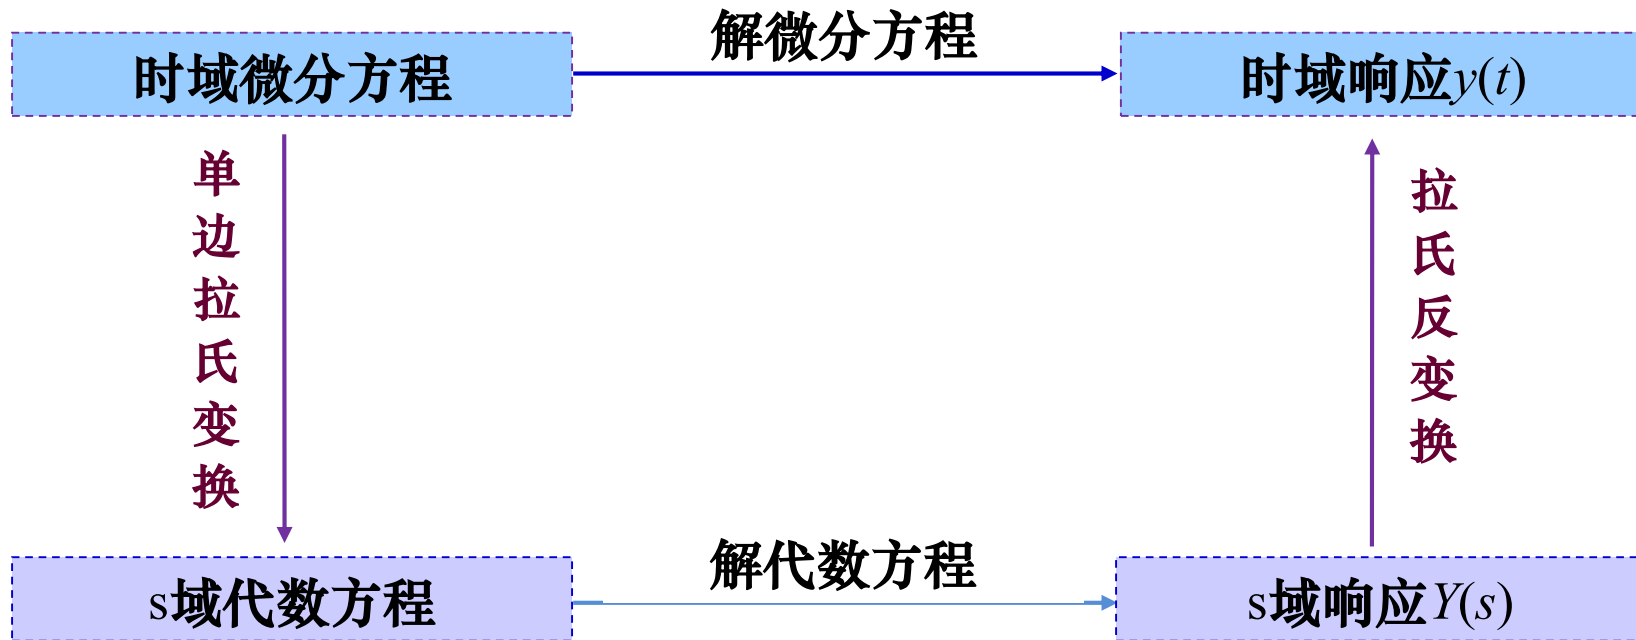 解微分方程
时域微分方程
时域响应y(t)
单边拉氏变换
拉氏反变换
解代数方程
s域代数方程
s域响应Y(s)